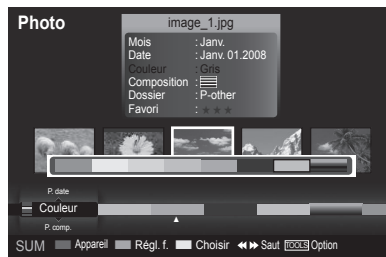 Photo
image_1.jpg
Mois : Janv.
Date : Janv. 01.2008
Couleur : Gris
Composition :
Dossier : P-other
Favori : ★ ★ ★
P. date
Couleur
P. comp.
SUM Appareil Régl. f. Choisir ◄◄ ►► Saut TOOLS Option